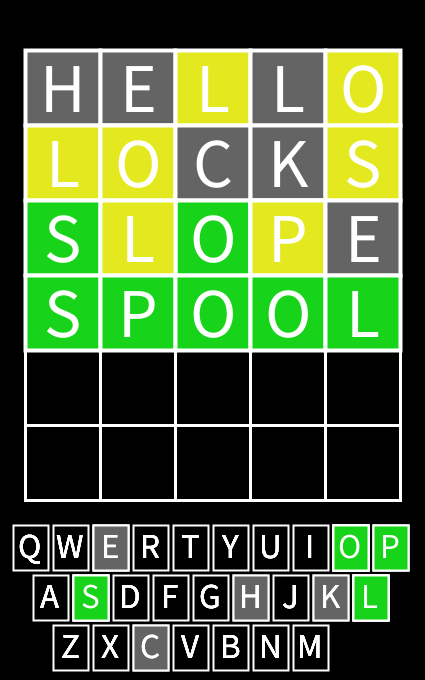 HELLO
LOCKS
SLOPE
SPOOL
QWERTYUIOP
ASDFGHJKL
ZXCVBNM